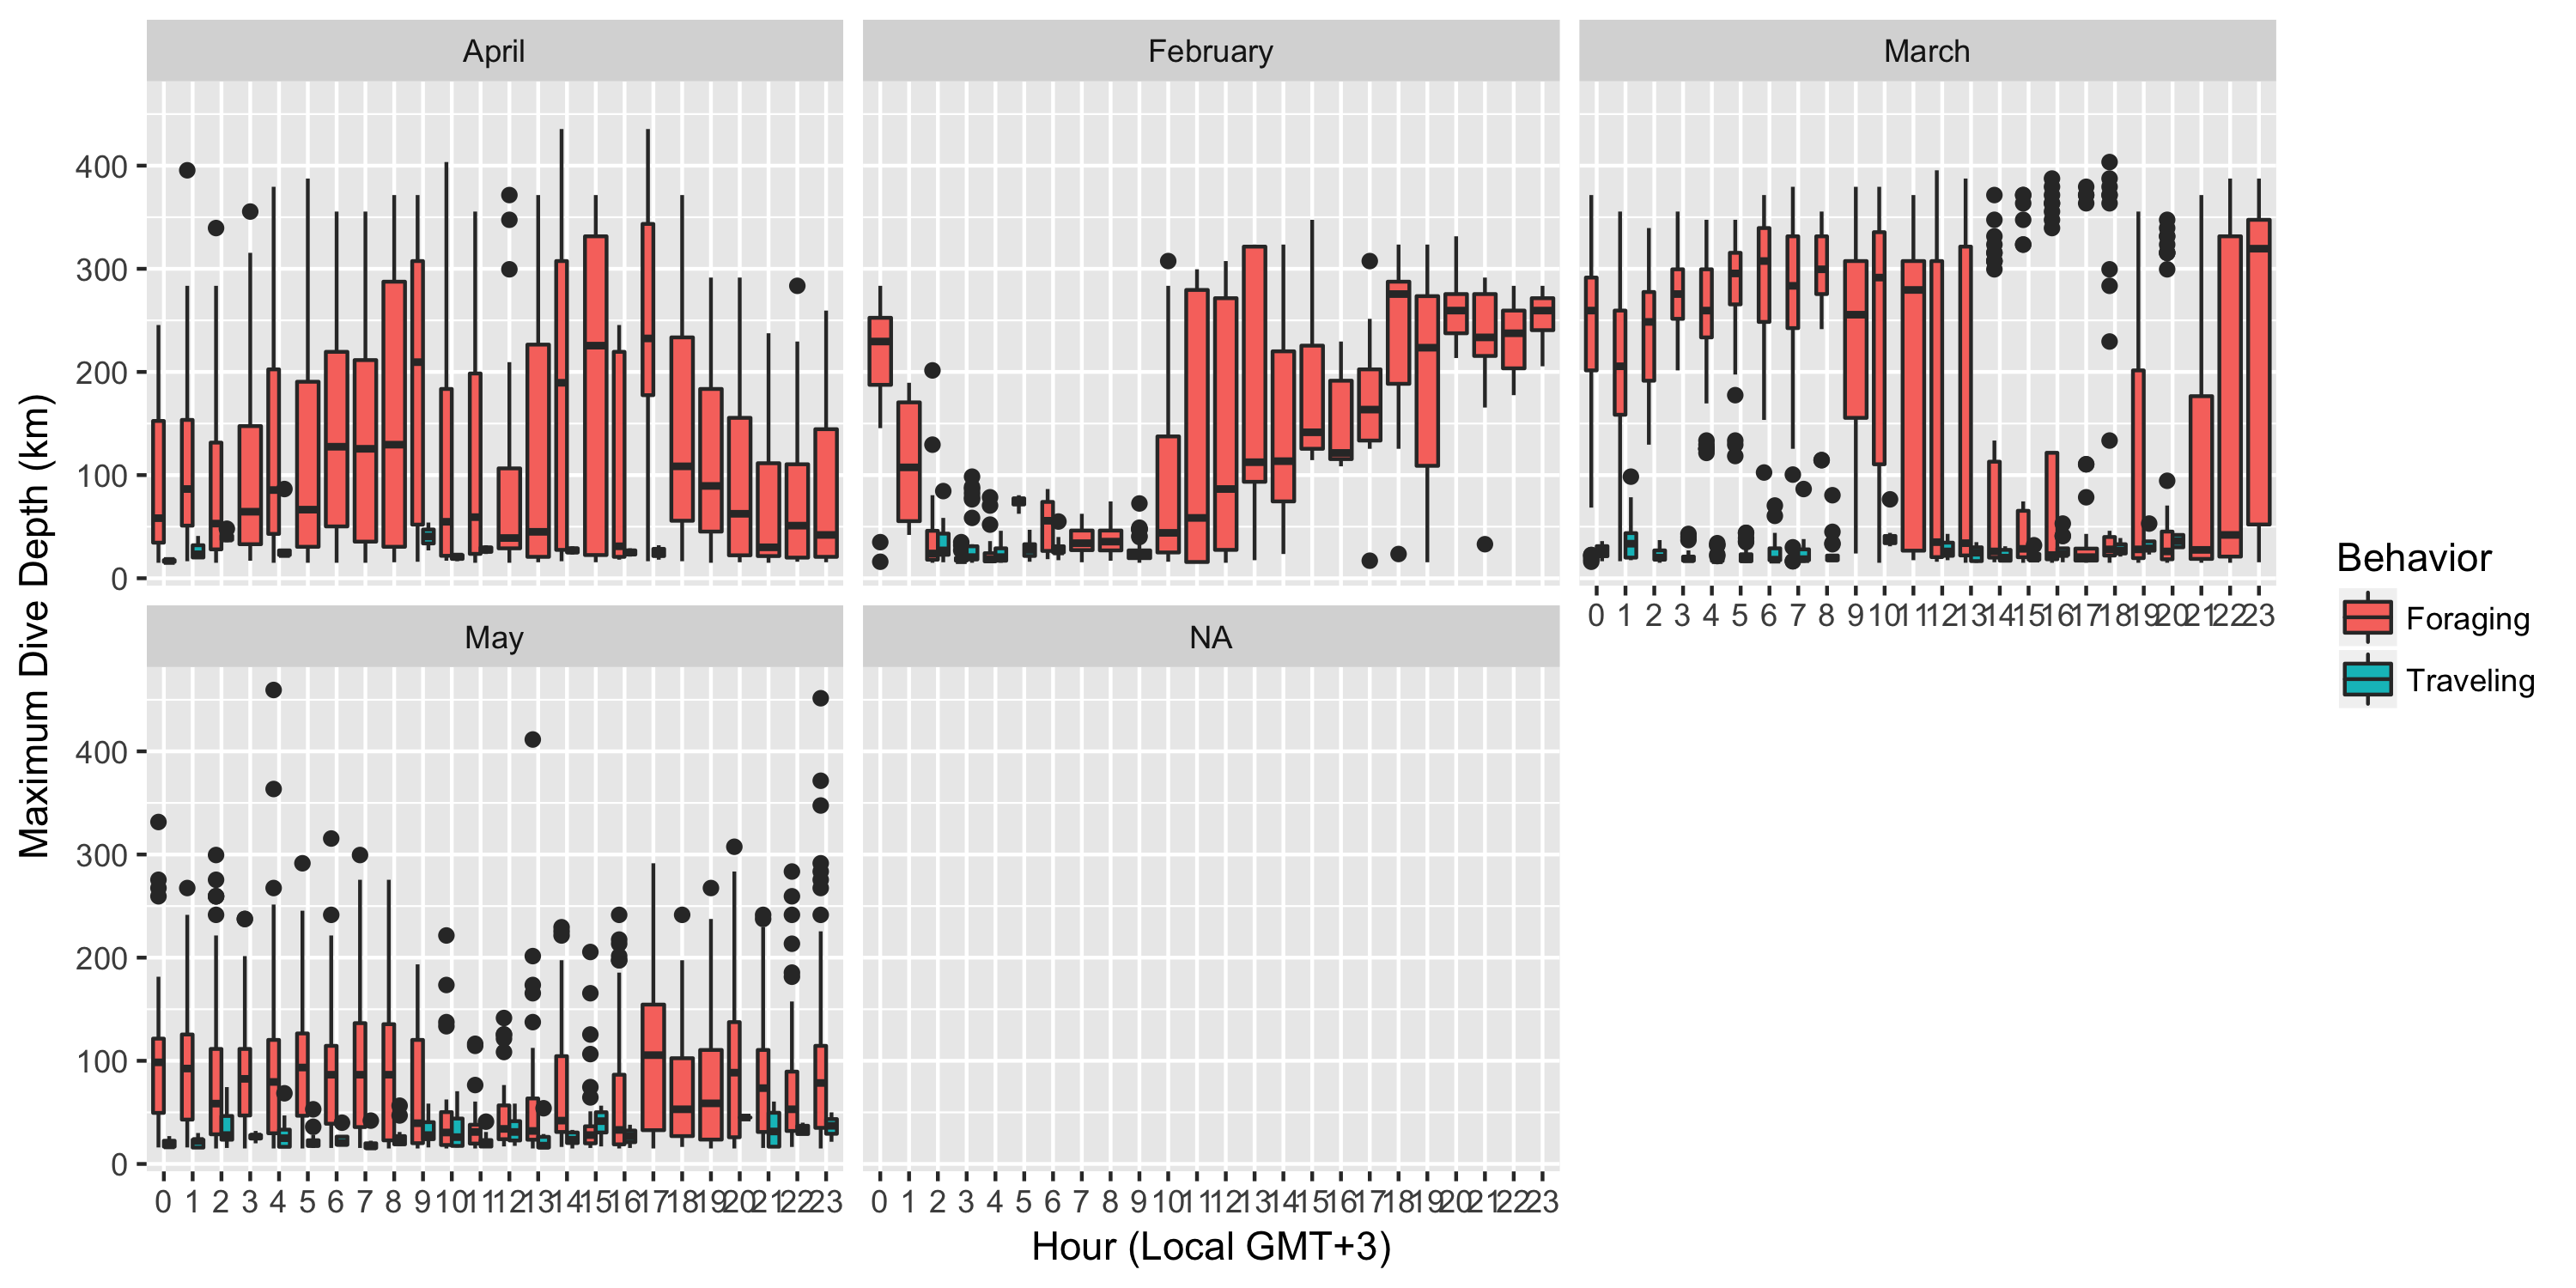 April
February
March
400
300
200
100
0
0 1 2 3 4 5 6 7 8 9 10 11 12 13 14 15 16 17 18 19 20 21 22 23
May
NA
400
300
200
100
0
0 1 2 3 4 5 6 7 8 9 10 11 12 13 14 15 16 17 18 19 20 21 22 23
0 1 2 3 4 5 6 7 8 9 10 11 12 13 14 15 16 17 18 19 20 21 22 23
Maximum Dive Depth (km)
Hour (Local GMT+3)
Behavior
Foraging
Traveling